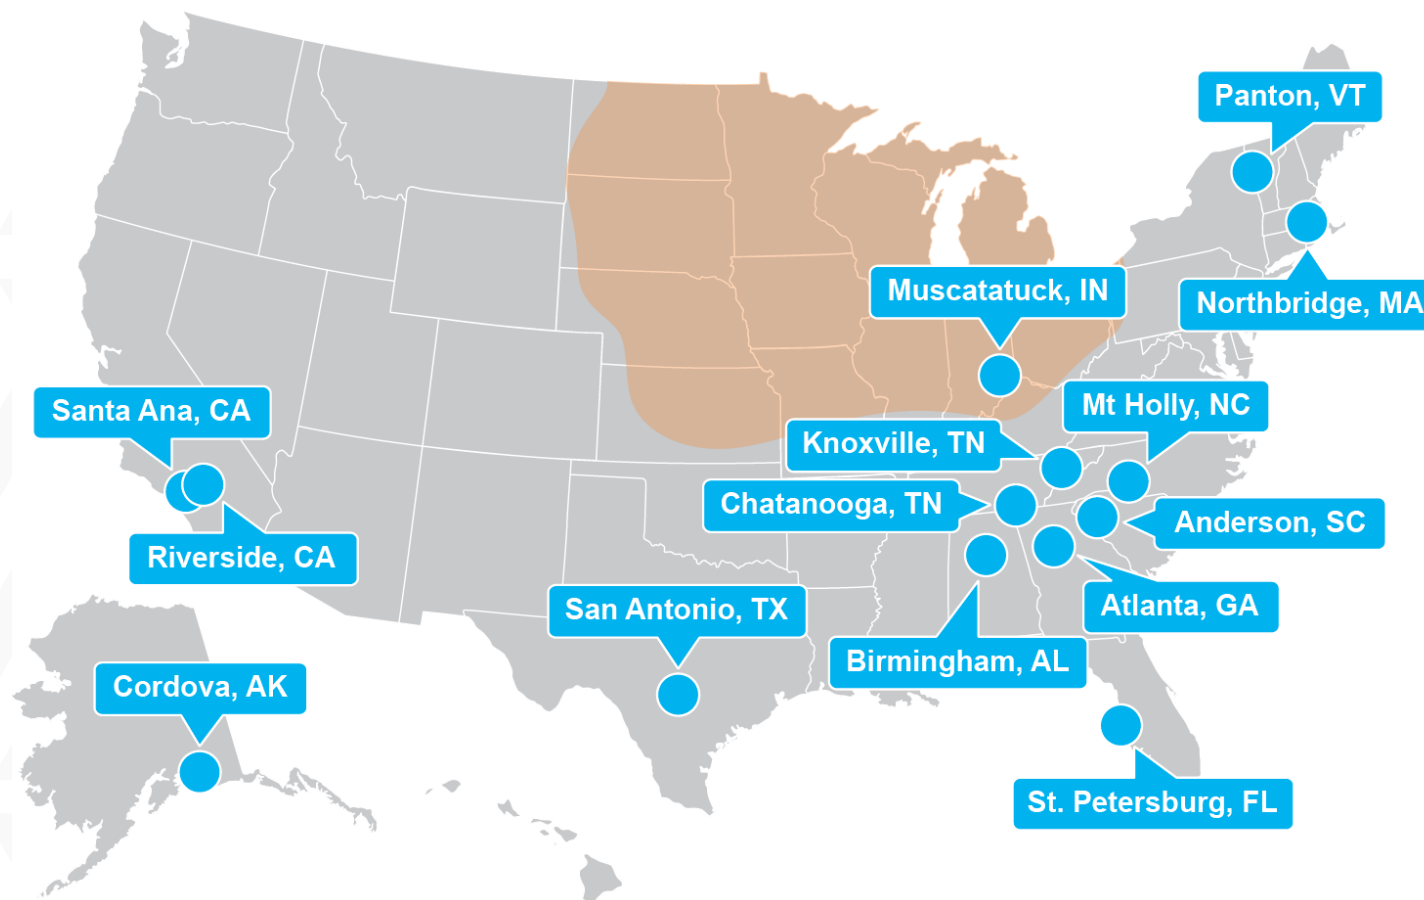 Panton, VT
Muscatatuck, IN
Northbridge, MA
Santa Ana, CA
Mt Holly, NC
Knoxville, TN
Chatanooga, TN
Anderson, SC
Riverside, CA
San Antonio, TX
Atlanta, GA
Birmingham, AL
Cordova, AK
St. Petersburg, FL